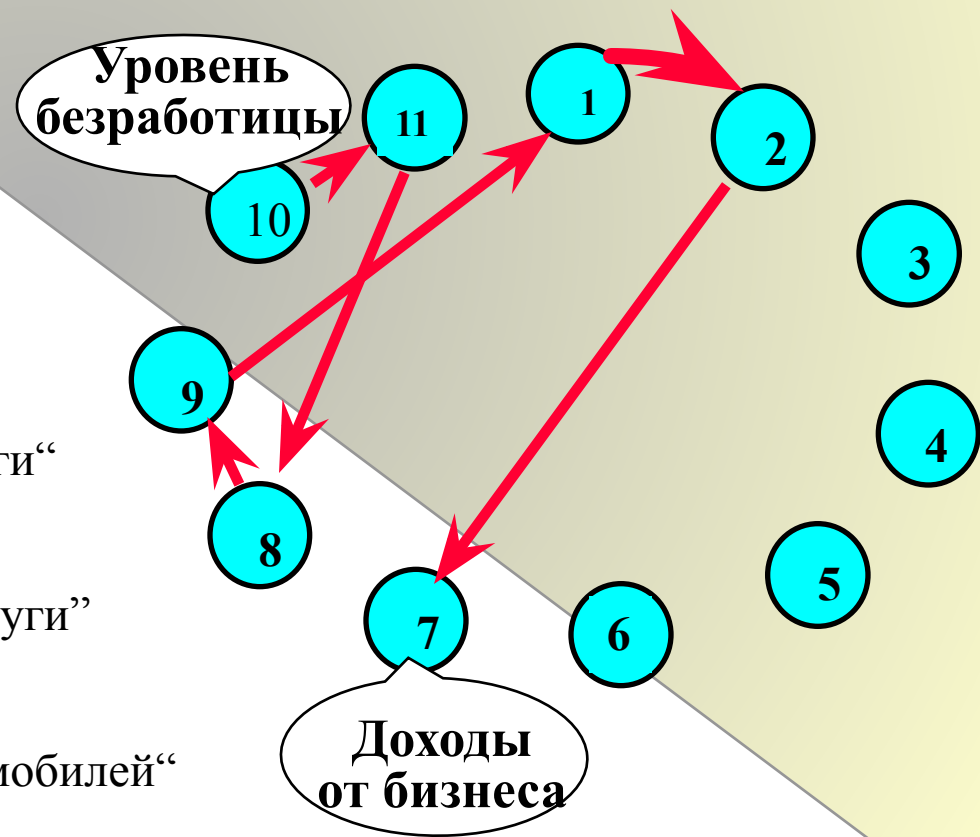 Уровень
безработицы
11
1
2
10
3
9
4
ги“
8
5
уги”
7
6
Доходы
от бизнеса
мобилей“